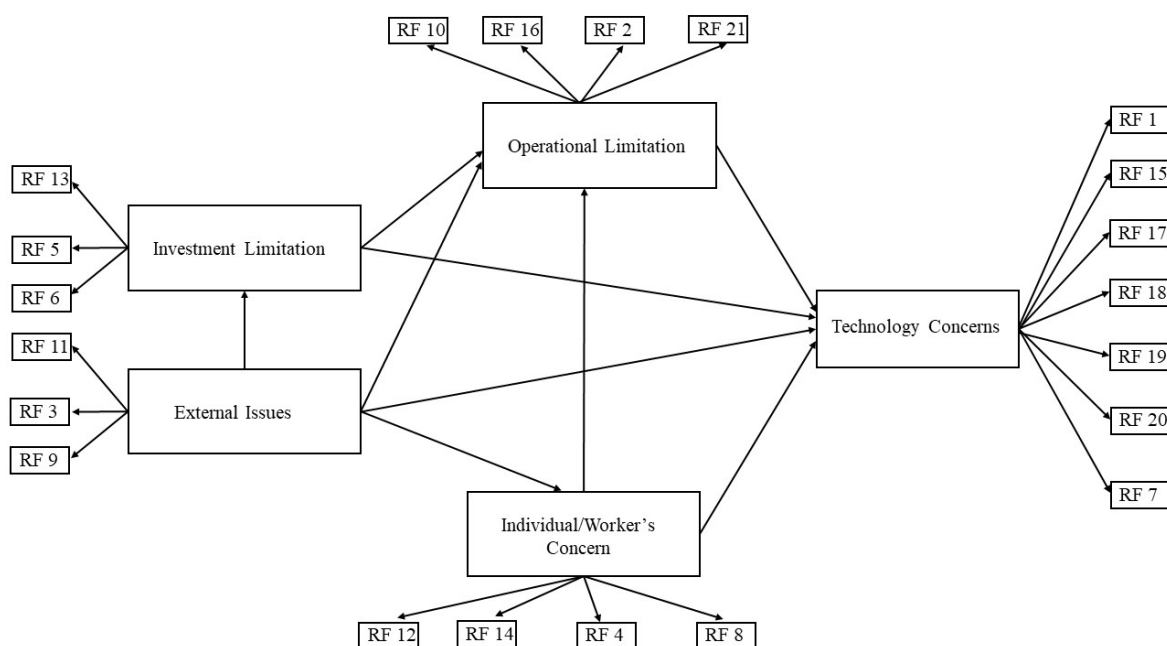 RF 10
RF 16
RF 2
RF 21
Operational Limitation
RF 13
RF 5
RF 6
Investment Limitation
RF 11
RF 3
RF 9
External Issues
Individual/Worker’s
Concern
RF 12
RF 14
RF 4
RF 8
Technology Concerns
RF 1
RF 15
RF 17
RF 18
RF 19
RF 20
RF 7